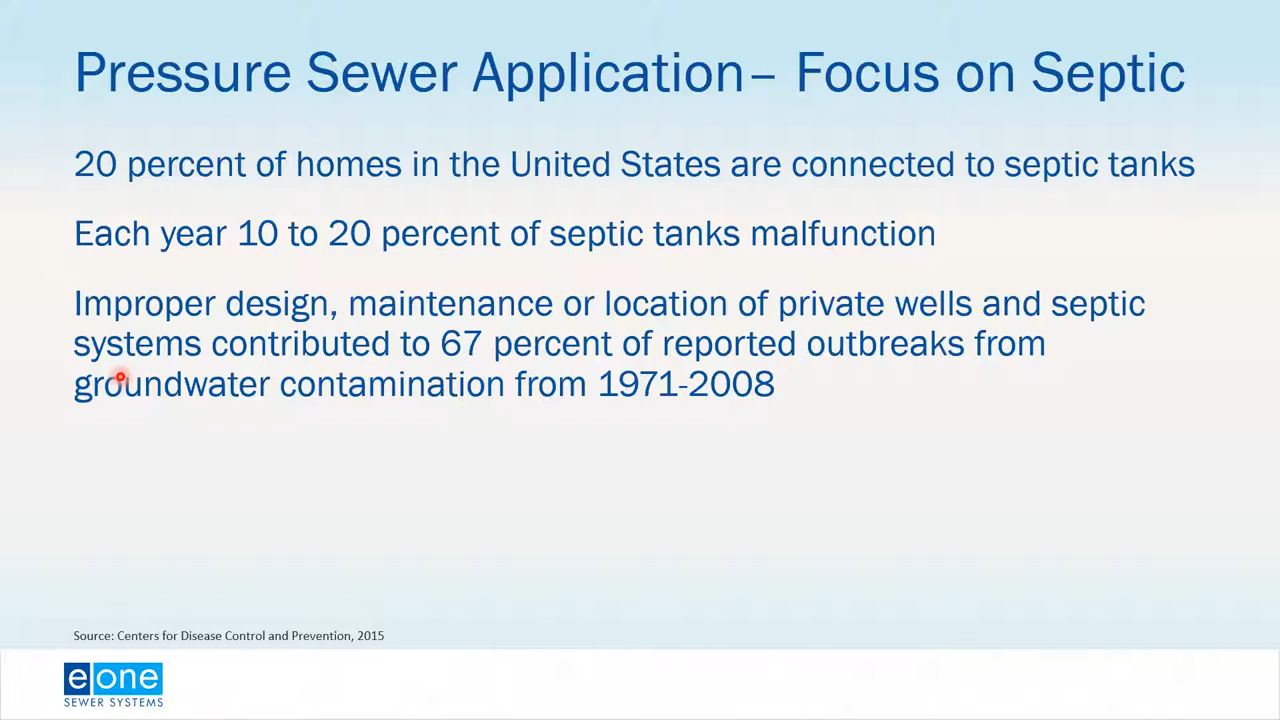 Pressure Sewer Application– Focus on Septic
20 percent of homes in the United States are connected to septic tanks
Each year 10 to 20 percent of septic tanks malfunction
Improper design, maintenance or location of private wells and septic
systems contributed to 67 percent of reported outbreaks from
groundwater contamination from 1971-2008
Source: Centers for Disease Control and Prevention, 2015
eone
SEWER SYSTEMS